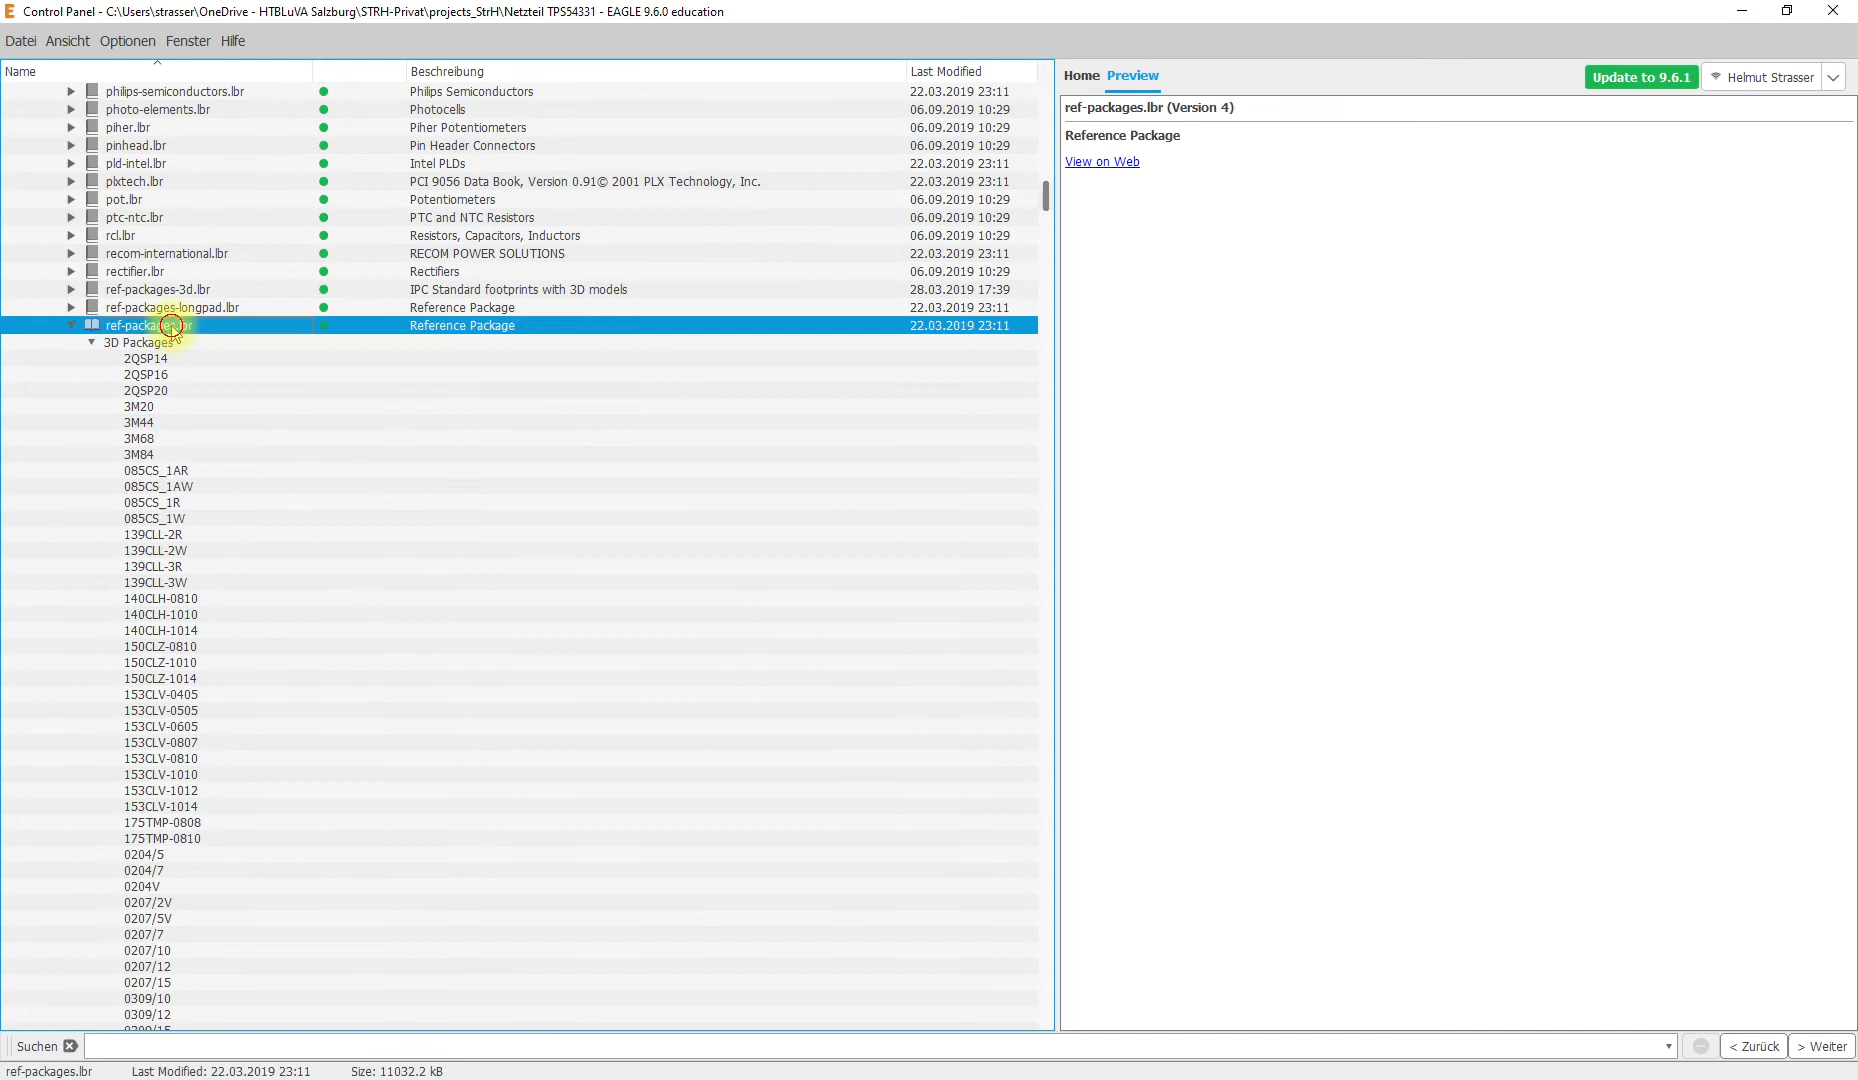 Control Panel - C:\Users\strasser\OneDrive - HTBLuVA Salzburg\STRH-Privat\projects_StrH\Netzteil TPS54331 - EAGLE 9.6.0 education
Datei Ansicht Optionen Fenster Hilfe
Name Beschreibung Last Modified
philips-semiconductors.lbr Philips Semiconductors 22.03.2019 23:11
photo-elements.lbr Photocells 06.09.2019 10:29
piher.lbr Piher Potentiometers 06.09.2019 10:29
pinhead.lbr Pin Header Connectors 06.09.2019 10:29
pld-intel.lbr Intel PLDs 22.03.2019 23:11
plxtech.lbr PCI 9056 Data Book, Version 0.91© 2001 PLX Technology, Inc. 22.03.2019 23:11
pot.lbr Potentiometers 06.09.2019 10:29
ptc-ntc.lbr PTC and NTC Resistors 06.09.2019 10:29
rcl.lbr Resistors, Capacitors, Inductors 06.09.2019 10:29
recom-international.lbr RECOM POWER SOLUTIONS 22.03.2019 23:11
rectifier.lbr Rectifiers 06.09.2019 10:29
ref-packages-3d.lbr IPC Standard footprints with 3D models 28.03.2019 17:39
ref-packages-longpad.lbr Reference Package 22.03.2019 23:11
ref-packages.lbr Reference Package 22.03.2019 23:11
3D Packages
2QSP14
2QSP16
2QSP20
3M20
3M44
3M68
3M84
085CS_1AR
085CS_1AW
085CS_1R
085CS_1W
139CLL-2R
139CLL-2W
139CLL-3R
139CLL-3W
140CLH-0810
140CLH-1010
140CLH-1014
150CLZ-0810
150CLZ-1010
150CLZ-1014
153CLV-0405
153CLV-0505
153CLV-0605
153CLV-0807
153CLV-0810
153CLV-1010
153CLV-1012
153CLV-1014
175TMP-0808
175TMP-0810
0204/5
0204/7
0204V
0207/2V
0207/5V
0207/7
0207/10
0207/12
0207/15
0309/10
0309/12
Home Preview Update to 9.6.1 Helmut Strasser
ref-packages.lbr (Version 4)
Reference Package
View on Web
Suchen < Zurück > Weiter
ref-packages.lbr Last Modified: 22.03.2019 23:11 Size: 11032.2 kB